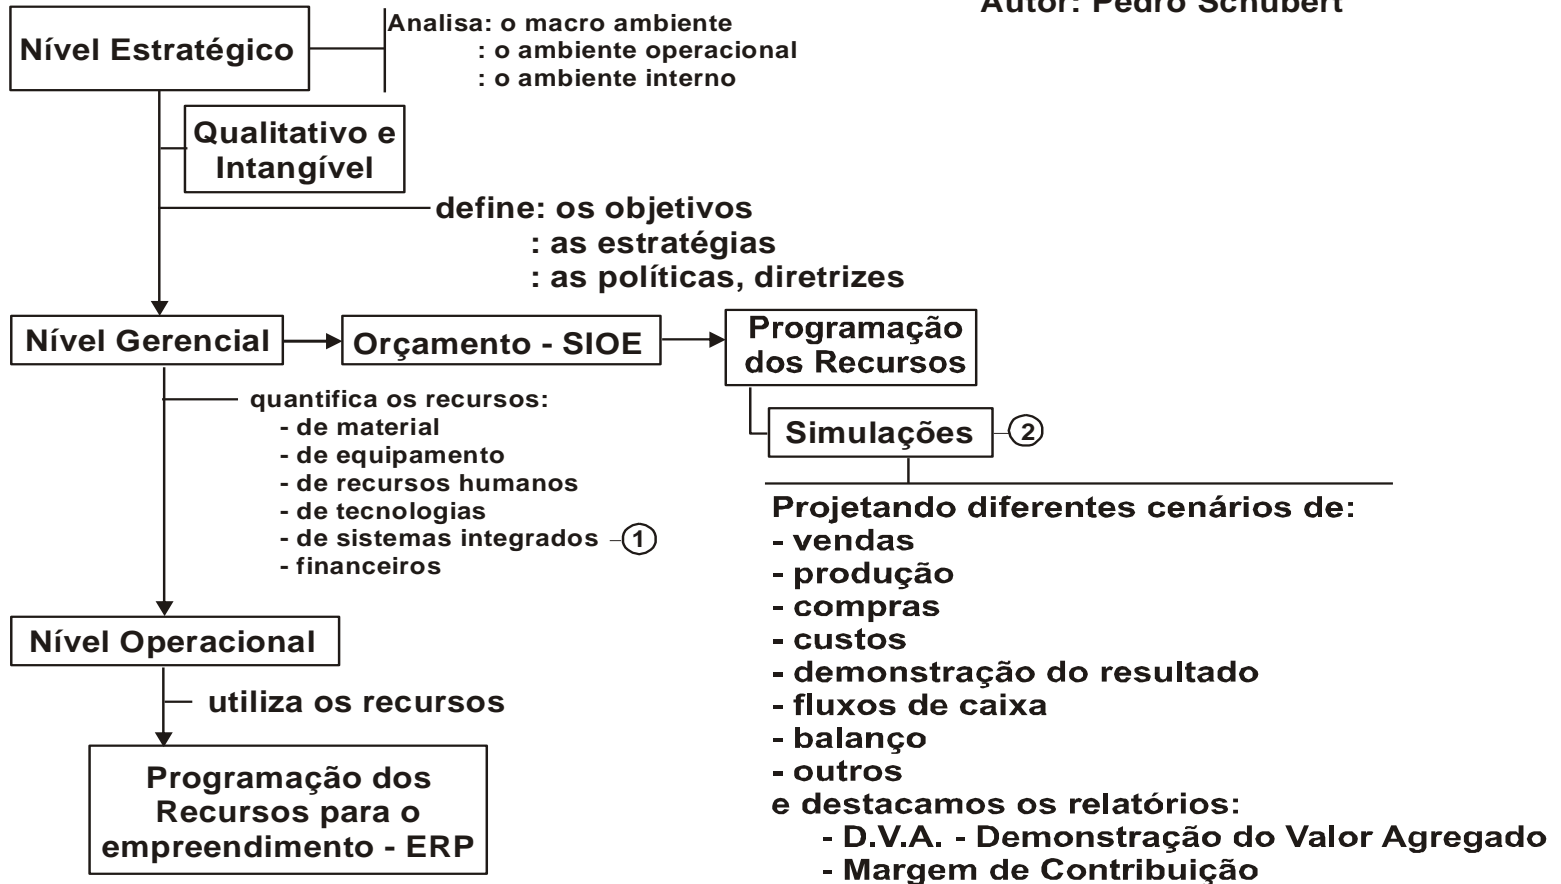 Autor: Pedro Schubert
Nível Estratégico
Analisa: o macro ambiente
: o ambiente operacional
: o ambiente interno
Qualitativo e
Intangível
define: os objetivos
: as estratégias
: as políticas, diretrizes
Nível Gerencial
Orçamento - SIOE
Programação
dos Recursos
quantifica os recursos:
- de material
- de equipamento
- de recursos humanos
- de tecnologias
- de sistemas integrados - 1
- financeiros
Simulações - 2
Projetando diferentes cenários de:
- vendas
- produção
- compras
- custos
- demonstração do resultado
- fluxos de caixa
- balanço
- outros
e destacamos os relatórios:
- D.V.A. - Demonstração do Valor Agregado
- Margem de Contribuição
Nível Operacional
utiliza os recursos
Programação dos
Recursos para o
empreendimento - ERP